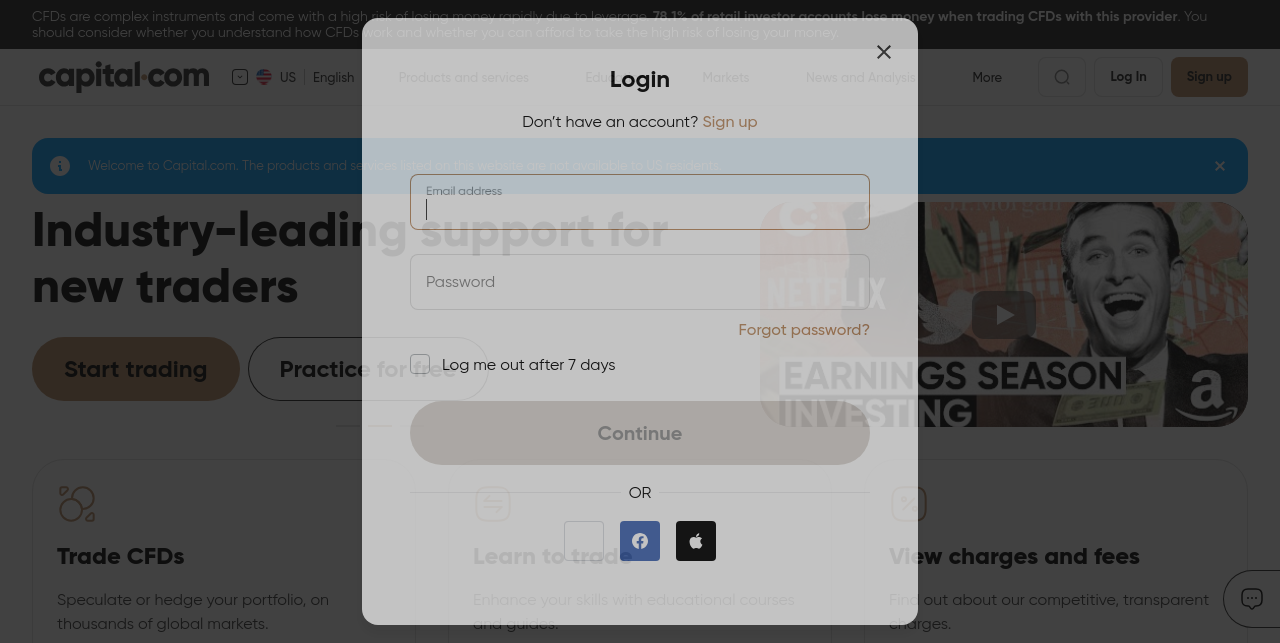 CFDs are complex instruments and come with a high risk of losing money rapidly due to leverage. 78.1% of retail investor accounts lose money when trading CFDs with this provider. You
should consider whether you understand how CFDs work and whether you can afford to take the high risk of losing your money.
capital.com
US
English
Products and services
Markets
News and Analysis
More
Log In
Sign up
Login
Don’t have an account? Sign up
Welcome to Capital.com. The products and services listed on this website are not available to US residents.
Email address
Industry-leading support for
new traders
Password
Forgot password?
Log me out after 7 days
Start trading
Practice for free
NETFLIX
EARNINGS SEASON
INVESTING
Continue
OR
Trade CFDs
Learn to trade
View charges and fees
Speculate or hedge your portfolio, on
thousands of global markets.
Enhance your skills with educational courses
and guides.
Find out about our competitive, transparent
charges.